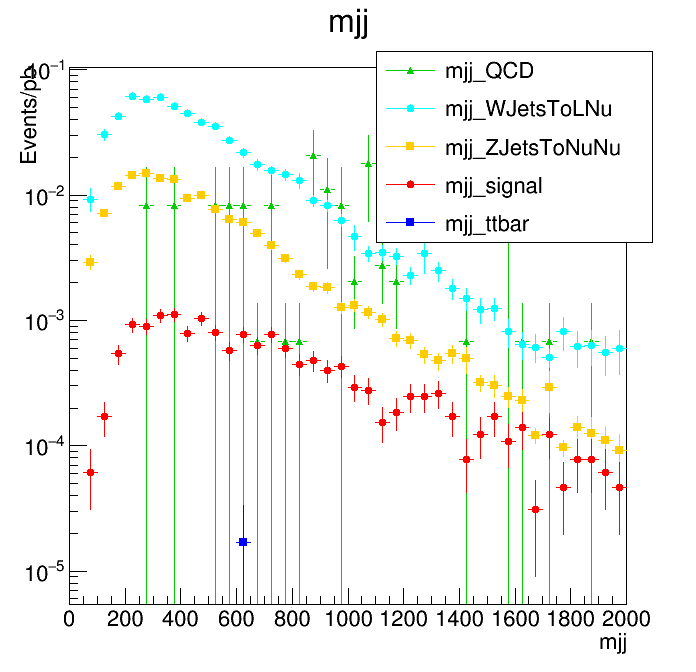 mjj
Events/pb
mjj_QCD
mjj_WJetsToLNu
mjj_ZJetsToNuNu
mjj_signal
mjj_ttbar
10⁻¹
10⁻²
10⁻³
10⁻⁴
10⁻⁵
0 200 400 600 800 1000 1200 1400 1600 1800 2000
mjj